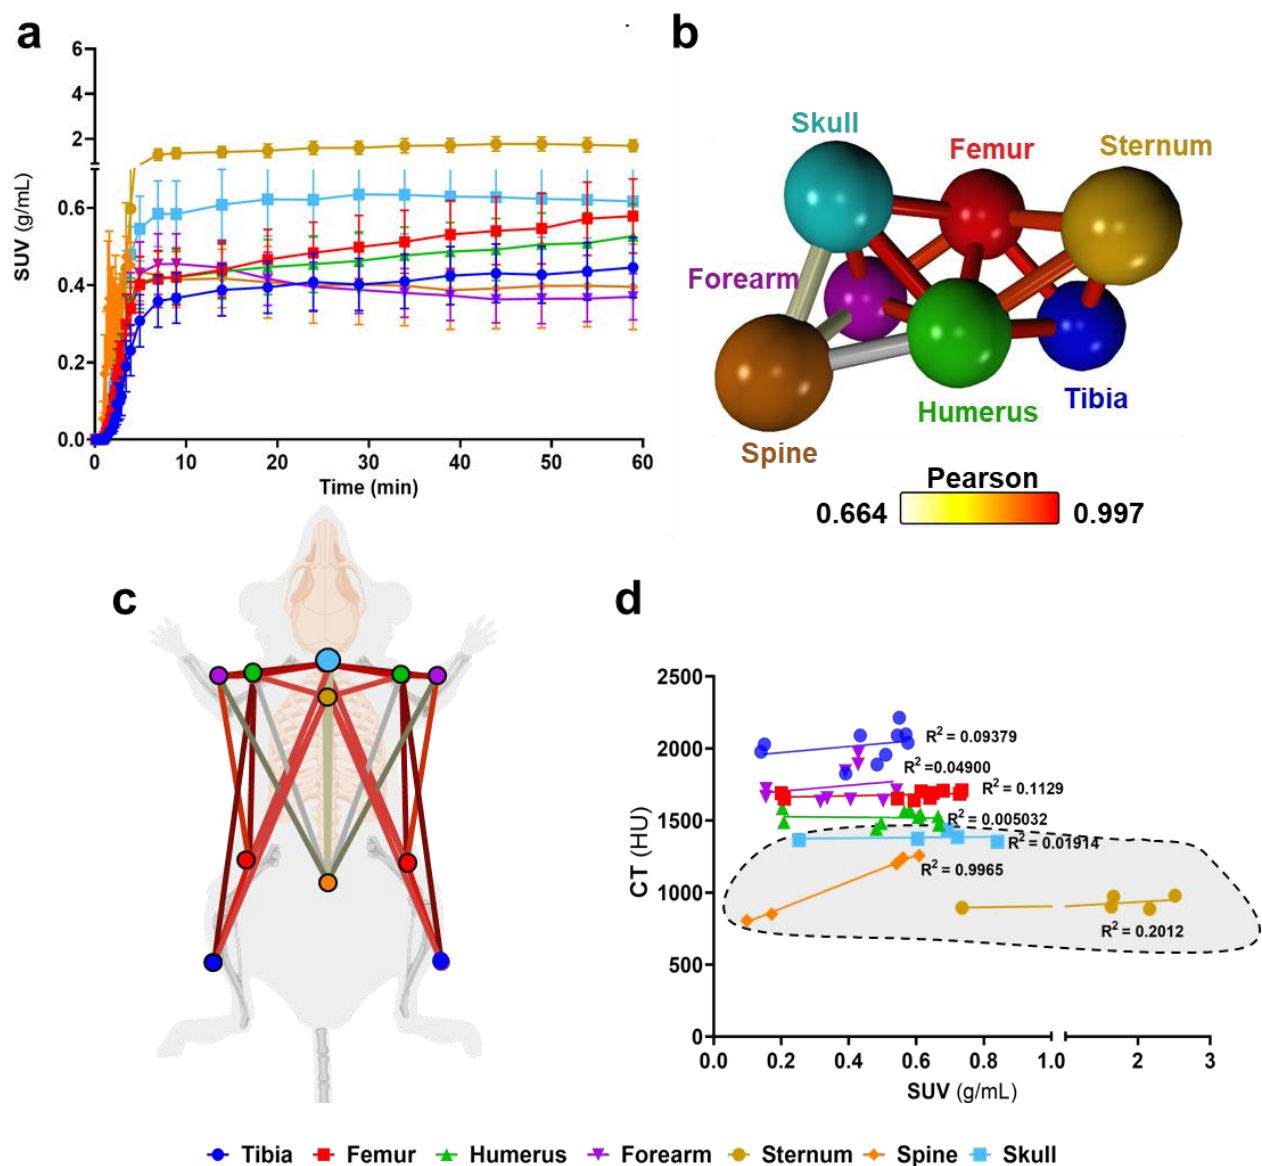 a
6
4
2
0.6
0.4
0.2
0.0
SUV (g/mL)
0 10 20 30 40 50 60
Time (min)
b
Skull
Femur
Sternum
Forearm
Humerus
Tibia
Spine
Pearson
0.664 0.997
c
d
2500
2000
1500
1000
500
0
CT (HU)
R² = 0.09379
R² =0.04900
R² = 0.1129
R² = 0.005032
R² = 0.01914
R² = 0.9965
R² = 0.2012
0.0 0.2 0.4 0.6 0.8 1.0 2 3
SUV (g/mL)
Tibia Femur Humerus Forearm Sternum Spine Skull